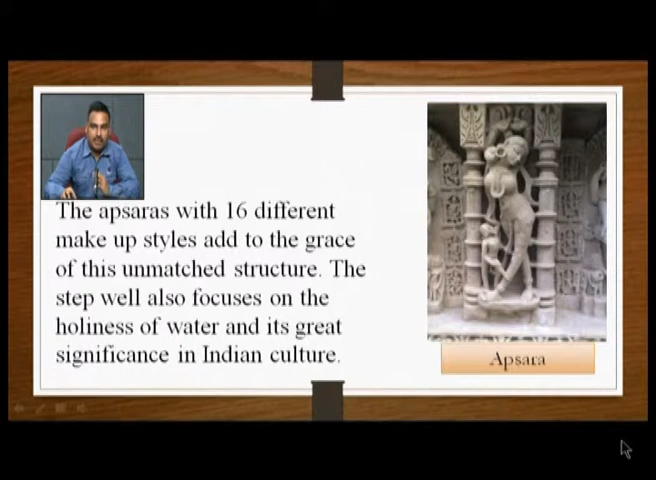 The apsaras with 16 different
make up styles add to the grace
of this unmatched structure. The
step well also focuses on the
holiness of water and its great
significance in Indian culture.
Apsara